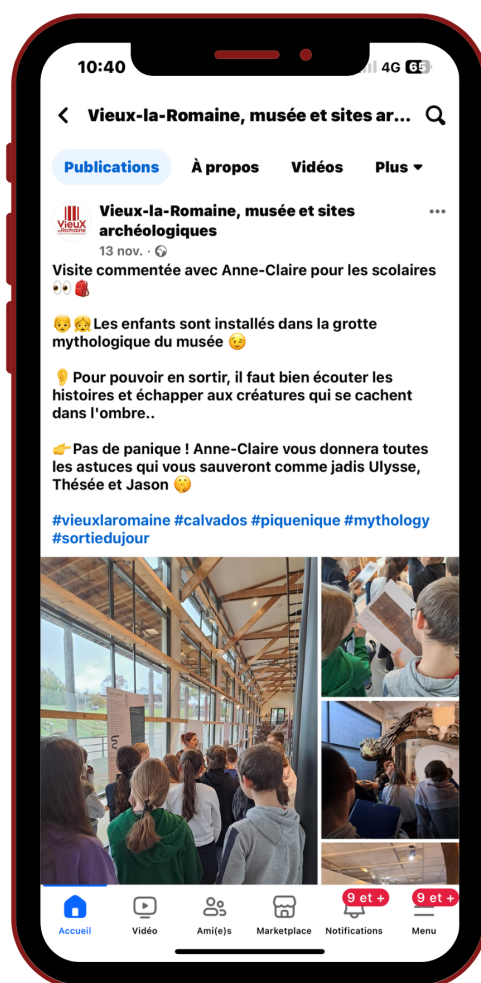 10:40
4G 65
Vieux-la-Romaine, musée et sites ar...
Publications À propos Vidéos Plus
VieuX
la Romaine
Vieux-la-Romaine, musée et sites
archéologiques
13 nov. ·
Visite commentée avec Anne-Claire pour les scolaires
👀🎒
👦👧Les enfants sont installés dans la grotte
mythologique du musée 😉
👂Pour pouvoir en sortir, il faut bien écouter les
histoires et échapper aux créatures qui se cachent
dans l'ombre..
👉Pas de panique ! Anne-Claire vous donnera toutes
les astuces qui vous sauveront comme jadis Ulysse,
Thésée et Jason 🤫
#vieuxlaromaine #calvados #piquenique #mythology
#sortiedujour
9 et + 9 et +
Accueil Vidéo Ami(e)s Marketplace Notifications Menu